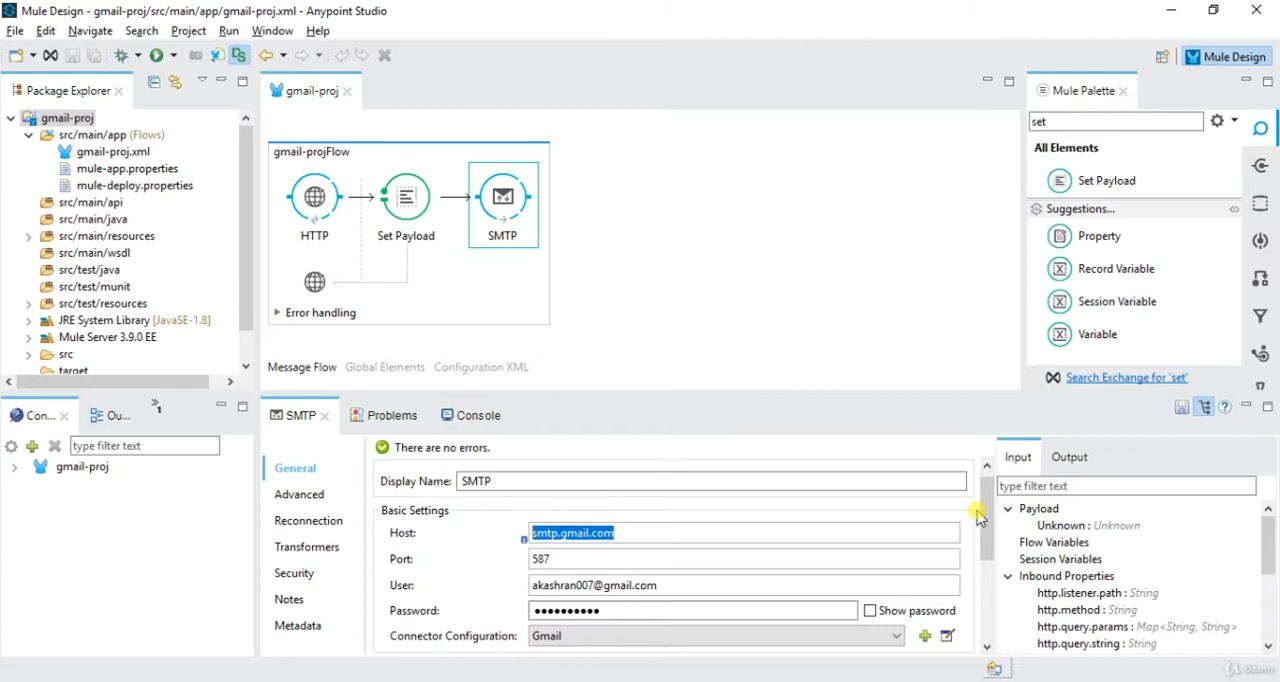 Mule Design - gmail-proj/src/main/app/gmail-proj.xml - Anypoint Studio
File Edit Navigate Search Project Run Window Help
Mule Design
Package Explorer
gmail-proj
Mule Palette
gmail-proj
src/main/app (Flows)
gmail-proj.xml
mule-app.properties
mule-deploy.properties
src/main/api
src/main/java
src/main/resources
src/main/wsdl
src/test/java
src/test/munit
src/test/resources
JRE System Library [JavaSE-1.8]
Mule Server 3.9.0 EE
src
target
gmail-projFlow
HTTP
Set Payload
SMTP
Error handling
Message Flow Global Elements Configuration XML
set
All Elements
Set Payload
Suggestions...
Property
Record Variable
Session Variable
Variable
Search Exchange for 'set'
Con...
Ou...
»1
type filter text
gmail-proj
SMTP
Problems
Console
There are no errors.
General
Advanced
Reconnection
Transformers
Security
Notes
Metadata
Display Name: SMTP
Basic Settings
Host: smtp.gmail.com
Port: 587
User: akashran007@gmail.com
Password: ●●●●●●●●●● Show password
Connector Configuration: Gmail
Input Output
type filter text
Payload
Unknown : Unknown
Flow Variables
Session Variables
Inbound Properties
http.listener.path : String
http.method : String
http.query.params : Map<String, String>
http.query.string : String
Udemy